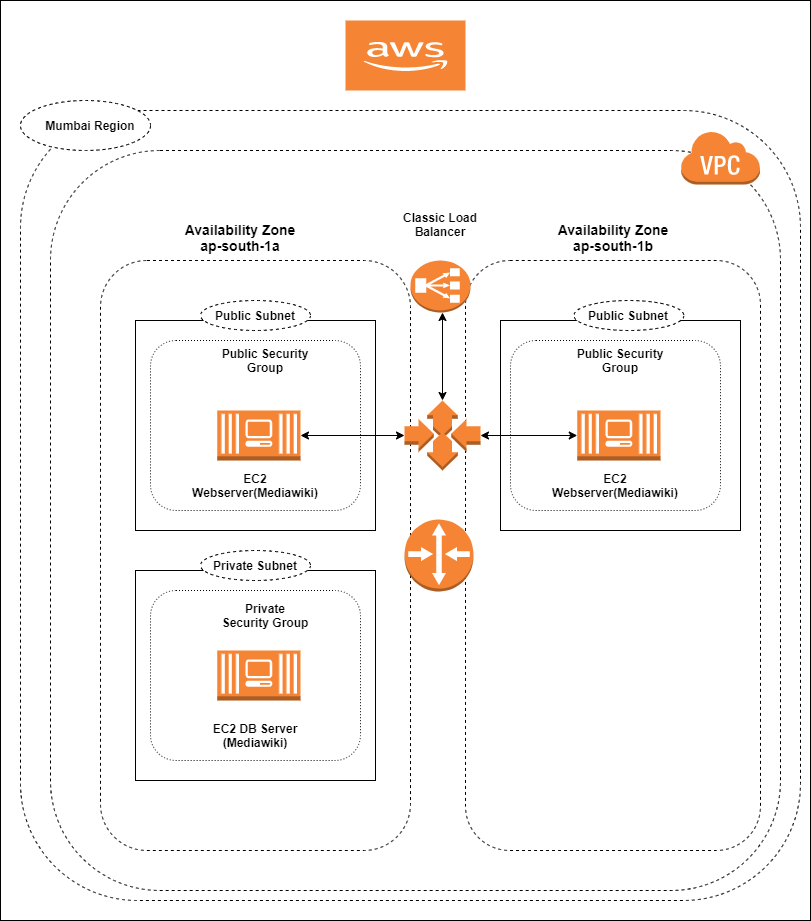 aws
Mumbai Region
VPC
Classic Load
Balancer
Availability Zone
ap-south-1a
Availability Zone
ap-south-1b
Public Subnet
Public Security
Group
EC2
Webserver(Mediawiki)
Public Subnet
Public Security
Group
EC2
Webserver(Mediawiki)
Private Subnet
Private
Security Group
EC2 DB Server
(Mediawiki)